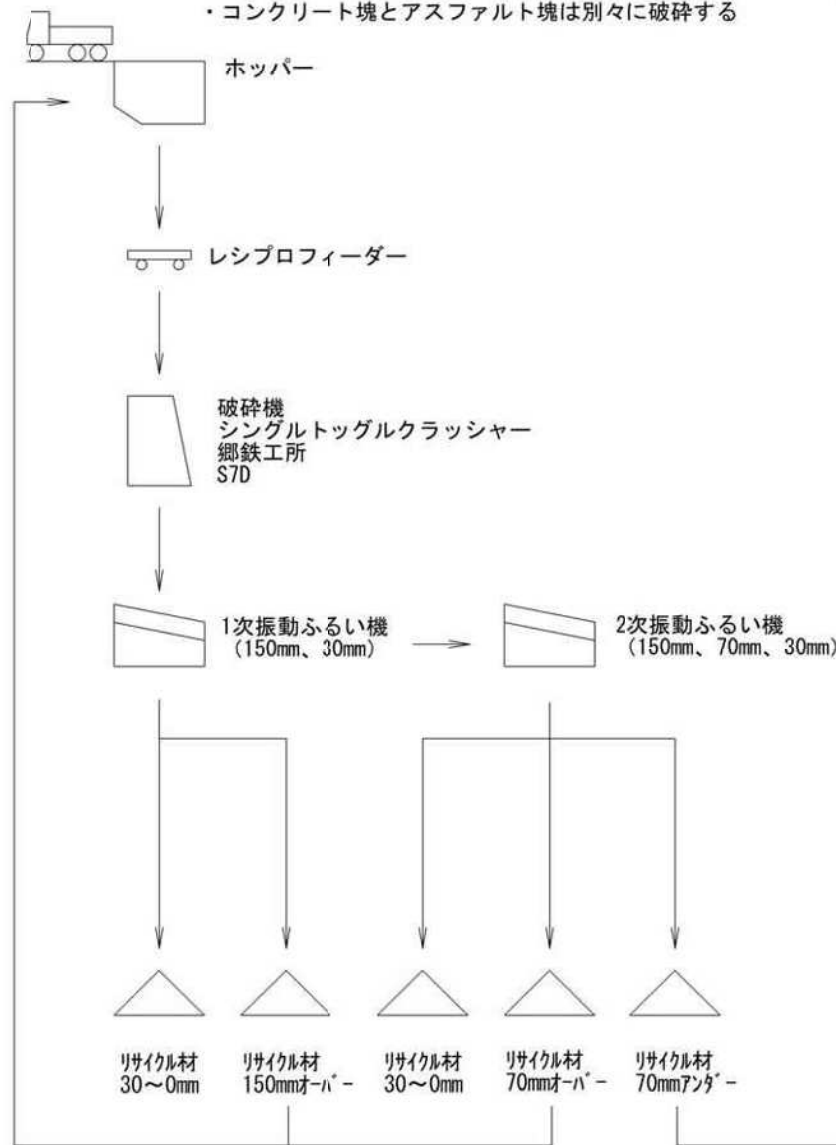 ・コンクリート塊とアスファルト塊は別々に破砕する
ホッパー
レシプロフィーダー
破砕機
シングルトッグルクラッシャー
郷鉄工所
S7D
1次振動ふるい機
(150mm、30mm)
2次振動ふるい機
(150mm、70mm、30mm)
リサイクル材
30～0mm
リサイクル材
150mmオーバー
リサイクル材
30～0mm
リサイクル材
70mmオーバー
リサイクル材
70mmアンダー